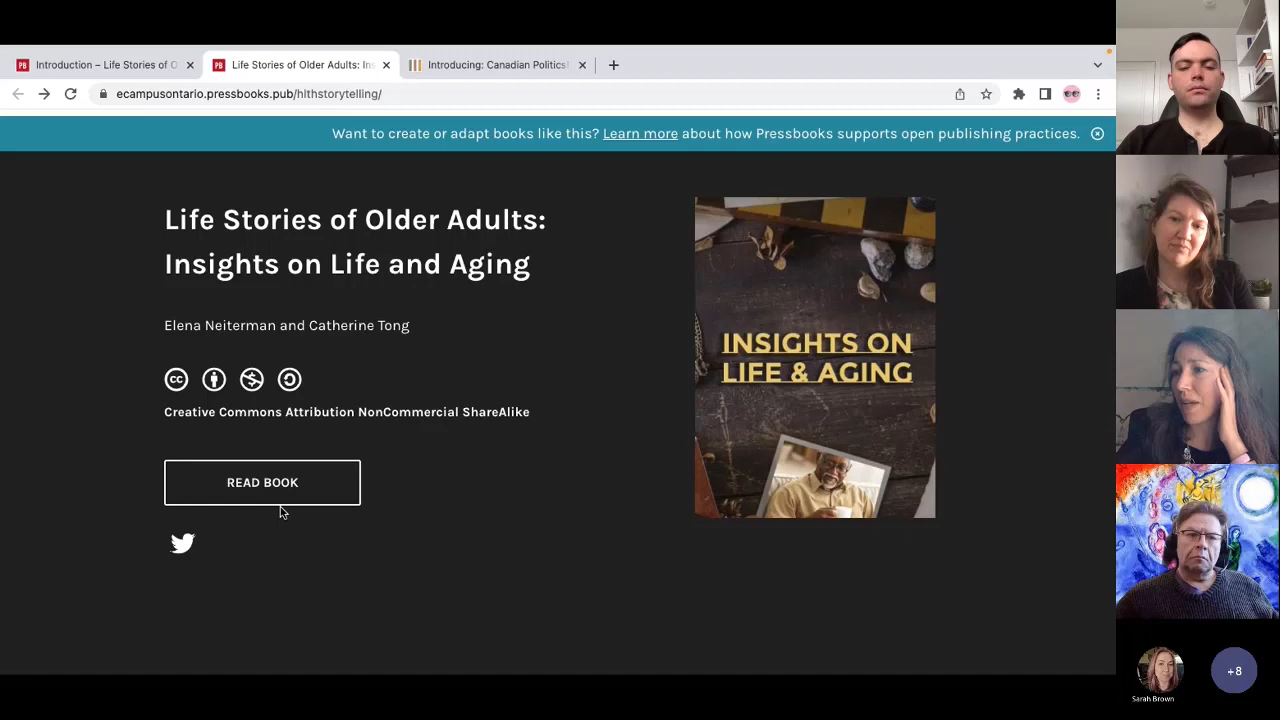 Introduction – Life Stories of O
Life Stories of Older Adults: Ins
Introducing: Canadian Politics!
ecampusontario.pressbooks.pub/hlthstorytelling/
Want to create or adapt books like this? Learn more about how Pressbooks supports open publishing practices.
Life Stories of Older Adults:
Insights on Life and Aging
Elena Neiterman and Catherine Tong
Creative Commons Attribution NonCommercial ShareAlike
READ BOOK
INSIGHTS ON
LIFE & AGING
Sarah Brown
+8